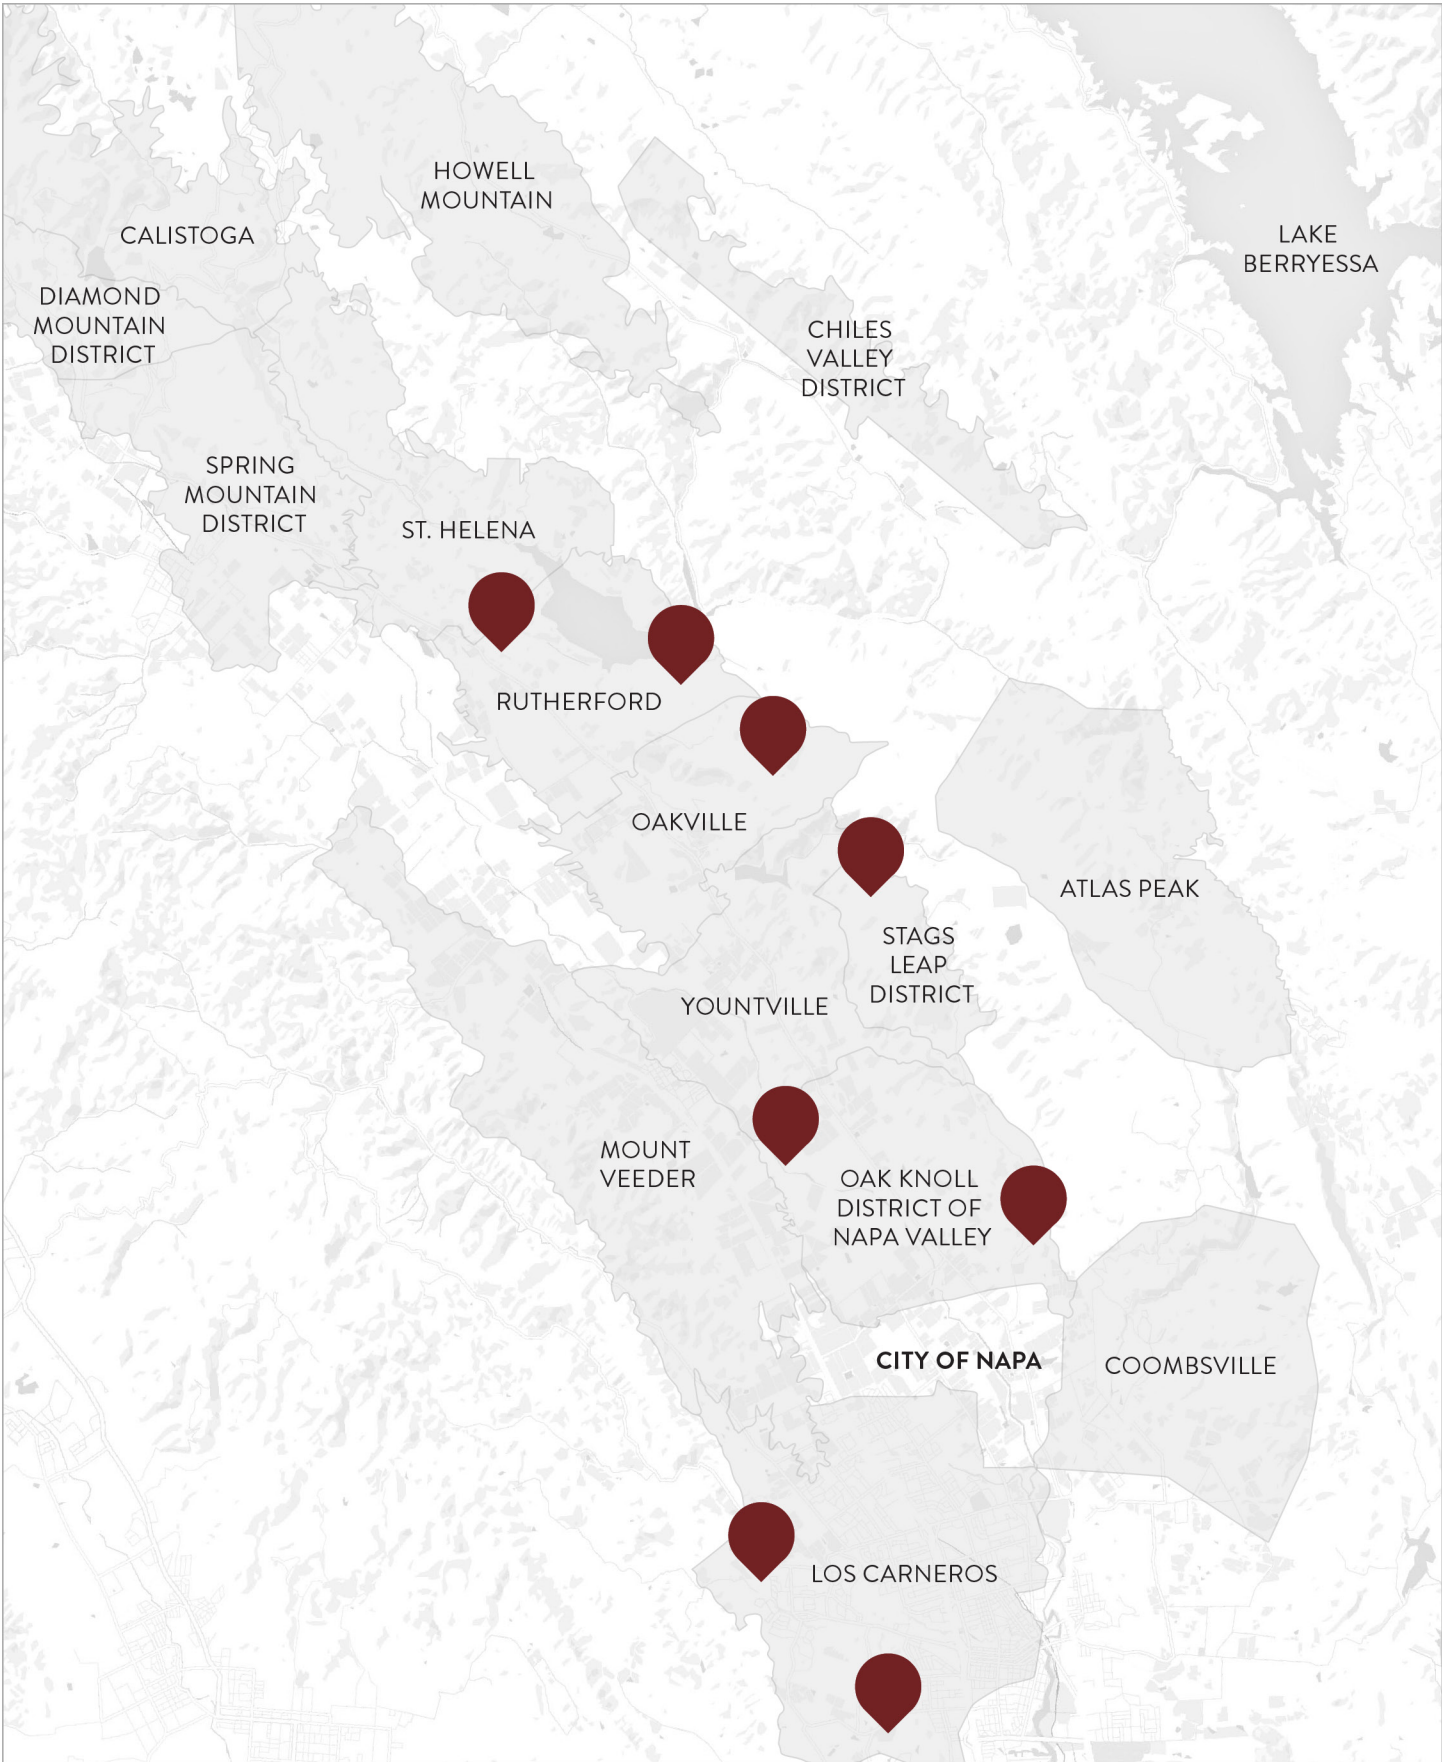 HOWELL
MOUNTAIN
CALISTOGA
LAKE
BERRYESSA
DIAMOND
MOUNTAIN
DISTRICT
CHILES
VALLEY
DISTRICT
SPRING
MOUNTAIN
DISTRICT
ST. HELENA
RUTHERFORD
OAKVILLE
ATLAS PEAK
STAGS
LEAP
DISTRICT
YOUNTVILLE
MOUNT
VEEDER
OAK KNOLL
DISTRICT OF
NAPA VALLEY
CITY OF NAPA
COOMBSVILLE
LOS CARNEROS